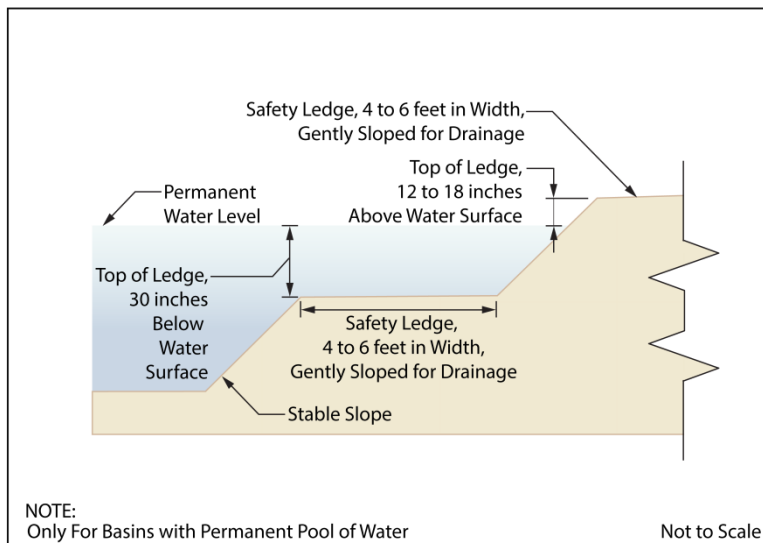 Safety Ledge, 4 to 6 feet in Width,
Gently Sloped for Drainage
Top of Ledge,
12 to 18 inches
Above Water Surface
Permanent
Water Level
Top of Ledge,
30 inches
Below
Water
Surface
Safety Ledge,
4 to 6 feet in Width,
Gently Sloped for Drainage
Stable Slope
NOTE:
Only For Basins with Permanent Pool of Water
Not to Scale